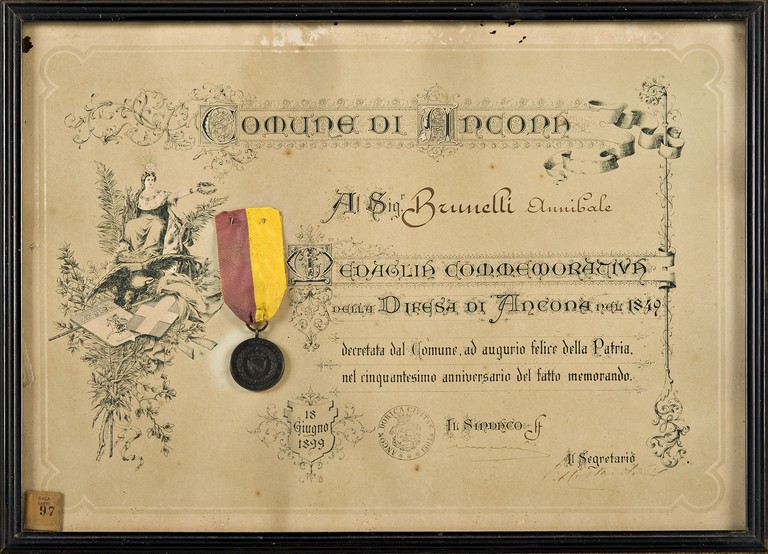 Comune di Ancona
Al Sigr Brunelli Annibale
Medaglia commemorativa
della Difesa di Ancona nel 1849
decretata dal Comune, ad augurio felice della Patria,
nel cinquantesimo anniversario del fatto memorando.
18
Giugno
1899
Il Sindaco ff
Il Segretario
97